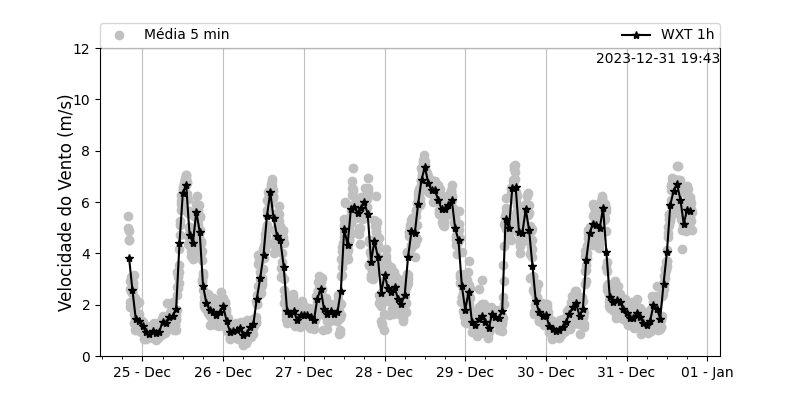 Média 5 min
WXT 1h
2023-12-31 19:43
Velocidade do Vento (m/s)
12
10
8
6
4
2
0
25 - Dec
26 - Dec
27 - Dec
28 - Dec
29 - Dec
30 - Dec
31 - Dec
01 - Jan